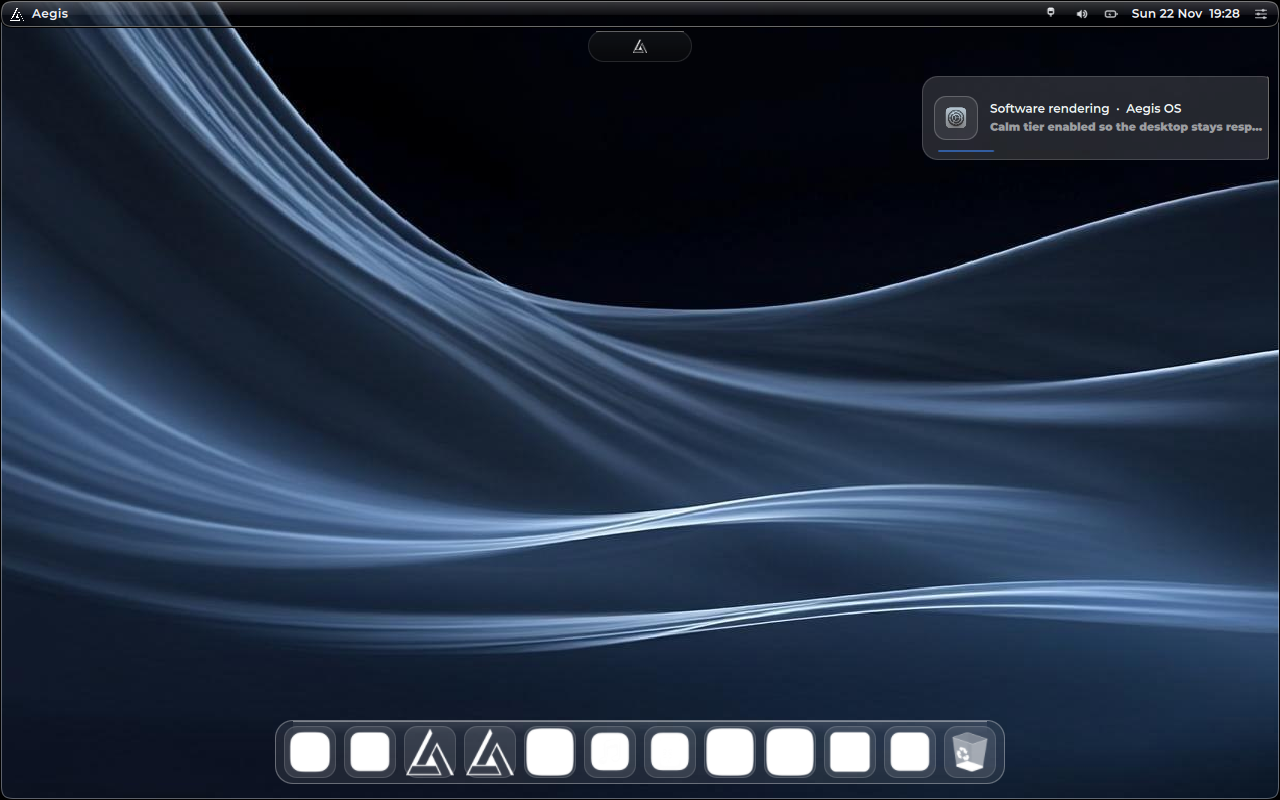 Aegis
Sun 22 Nov 19:28
Software rendering · Aegis OS
Calm tier enabled so the desktop stays resp...